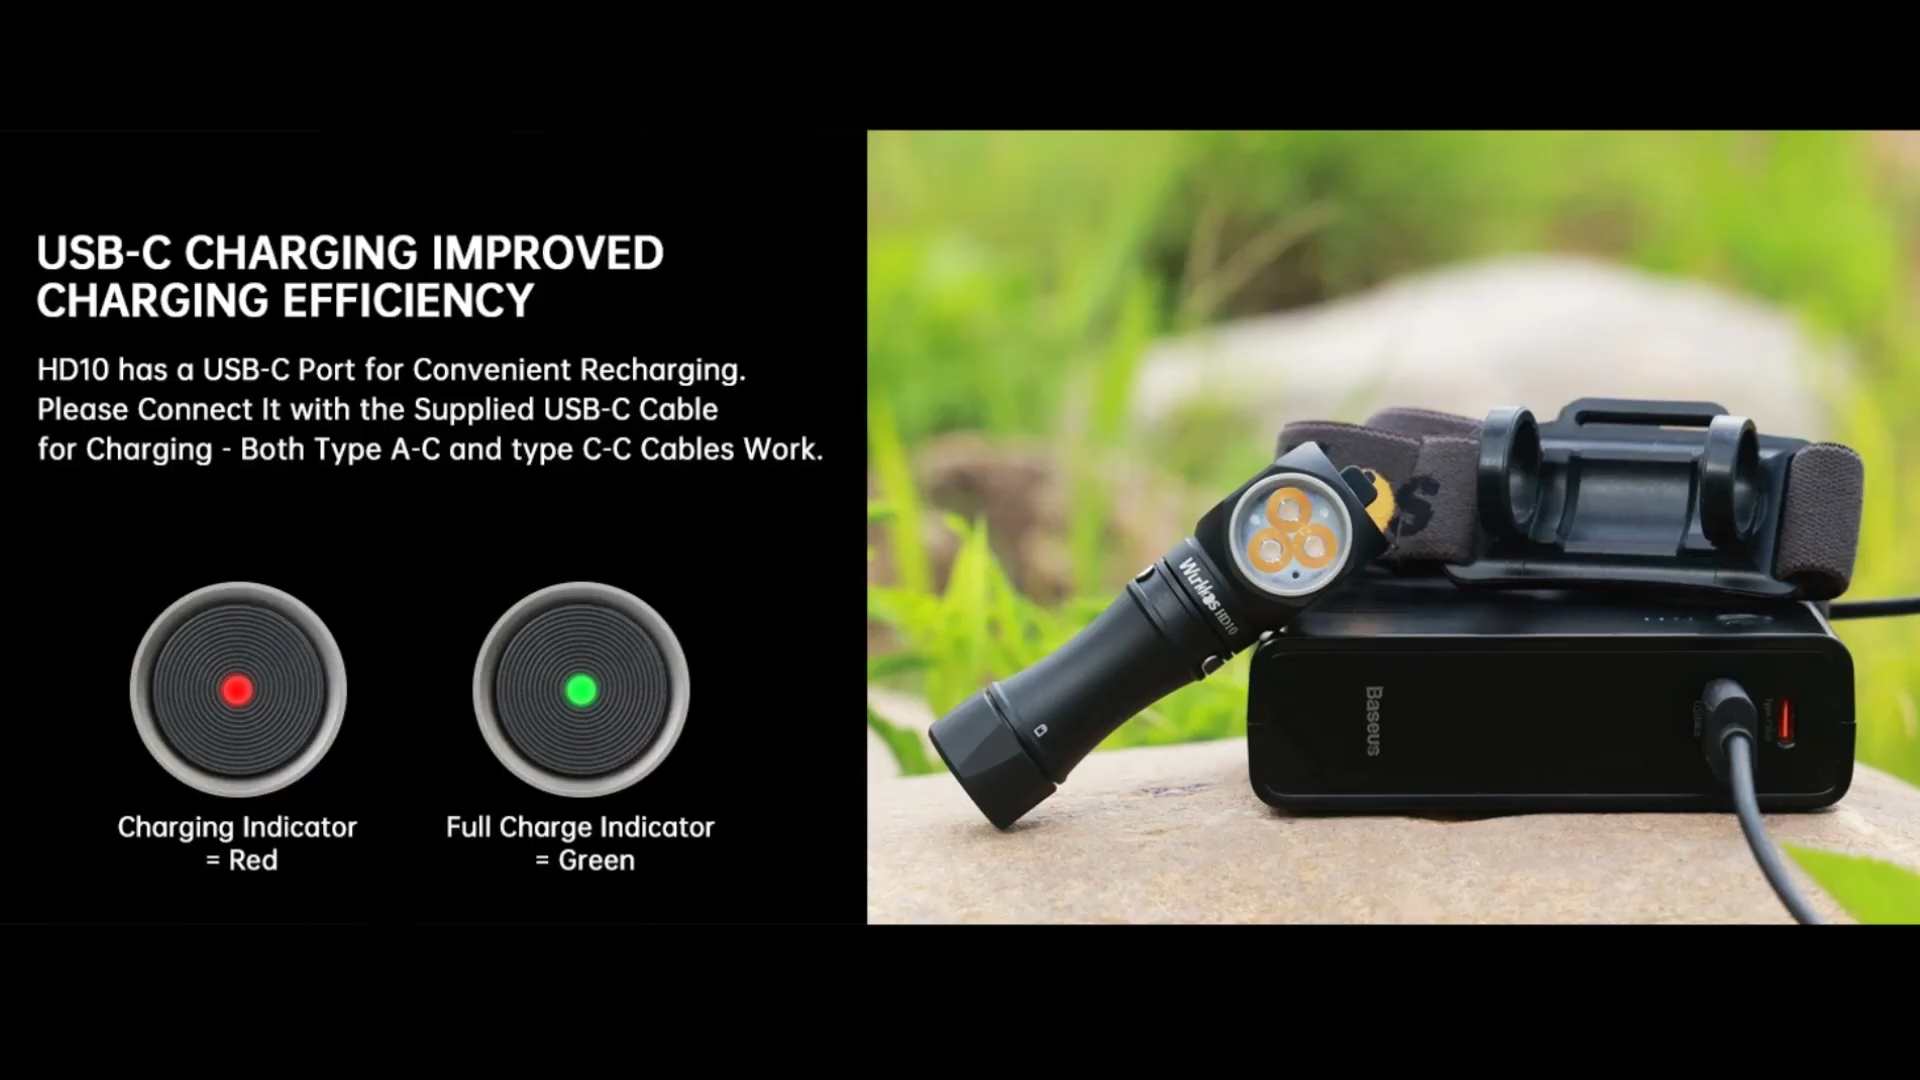 USB-C CHARGING IMPROVED
CHARGING EFFICIENCY
HD10 has a USB-C Port for Convenient Recharging.
Please Connect It with the Supplied USB-C Cable
for Charging - Both Type A-C and type C-C Cables Work.
Charging Indicator
= Red
Full Charge Indicator
= Green
Wurkkos HD10
Baseus